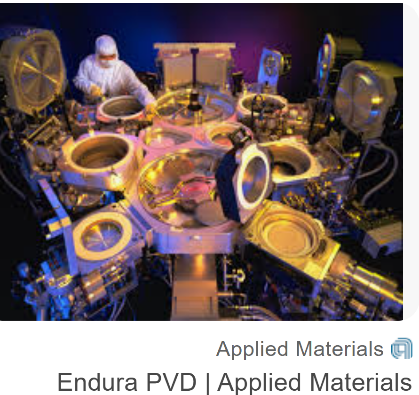 Applied Materials
Endura PVD | Applied Materials